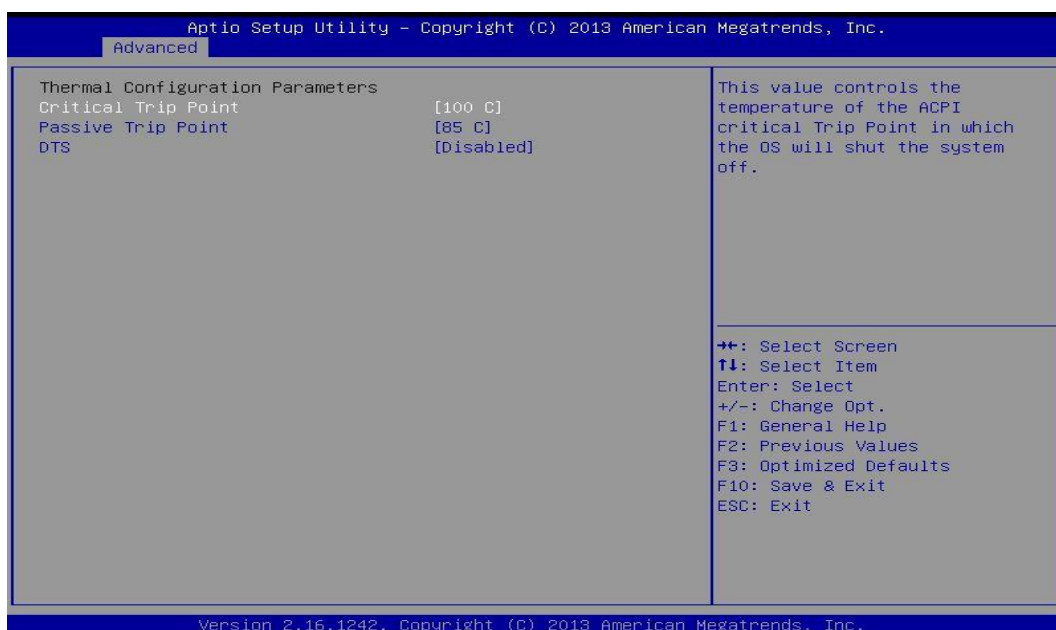 Aptio Setup Utility – Copyright (C) 2013 American Megatrends, Inc.
Advanced
Thermal Configuration Parameters
Critical Trip Point [100 C]
Passive Trip Point [85 C]
DTS [Disabled]
This value controls the
temperature of the ACPI
critical Trip Point in which
the OS will shut the system
off.
→←: Select Screen
↑↓: Select Item
Enter: Select
+/-: Change Opt.
F1: General Help
F2: Previous Values
F3: Optimized Defaults
F10: Save & Exit
ESC: Exit
Version 2.16.1242. Copyright (C) 2013 American Megatrends, Inc.